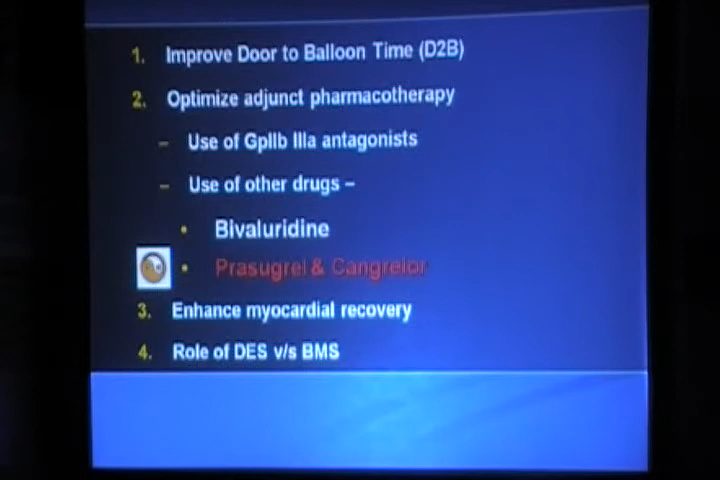 1. Improve Door to Balloon Time (D2B)
2. Optimize adjunct pharmacotherapy
– Use of GpIIb IIIa antagonists
– Use of other drugs –
• Bivaluridine
• Prasugrel & Cangrelor
3. Enhance myocardial recovery
4. Role of DES v/s BMS